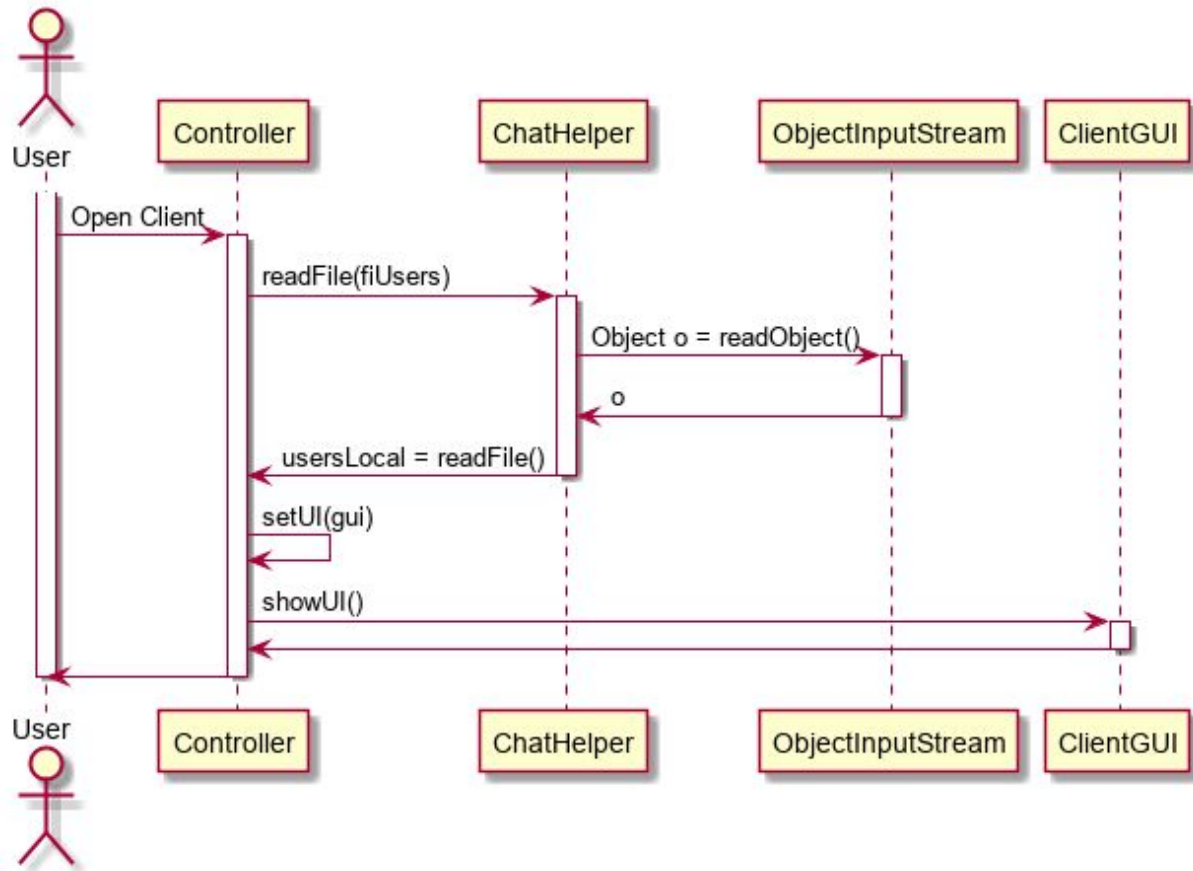 User
Controller
ChatHelper
ObjectInputStream
ClientGUI
Open Client
readFile(fiUsers)
Object o = readObject()
o
usersLocal = readFile()
setUI(gui)
showUI()
User
Controller
ChatHelper
ObjectInputStream
ClientGUI